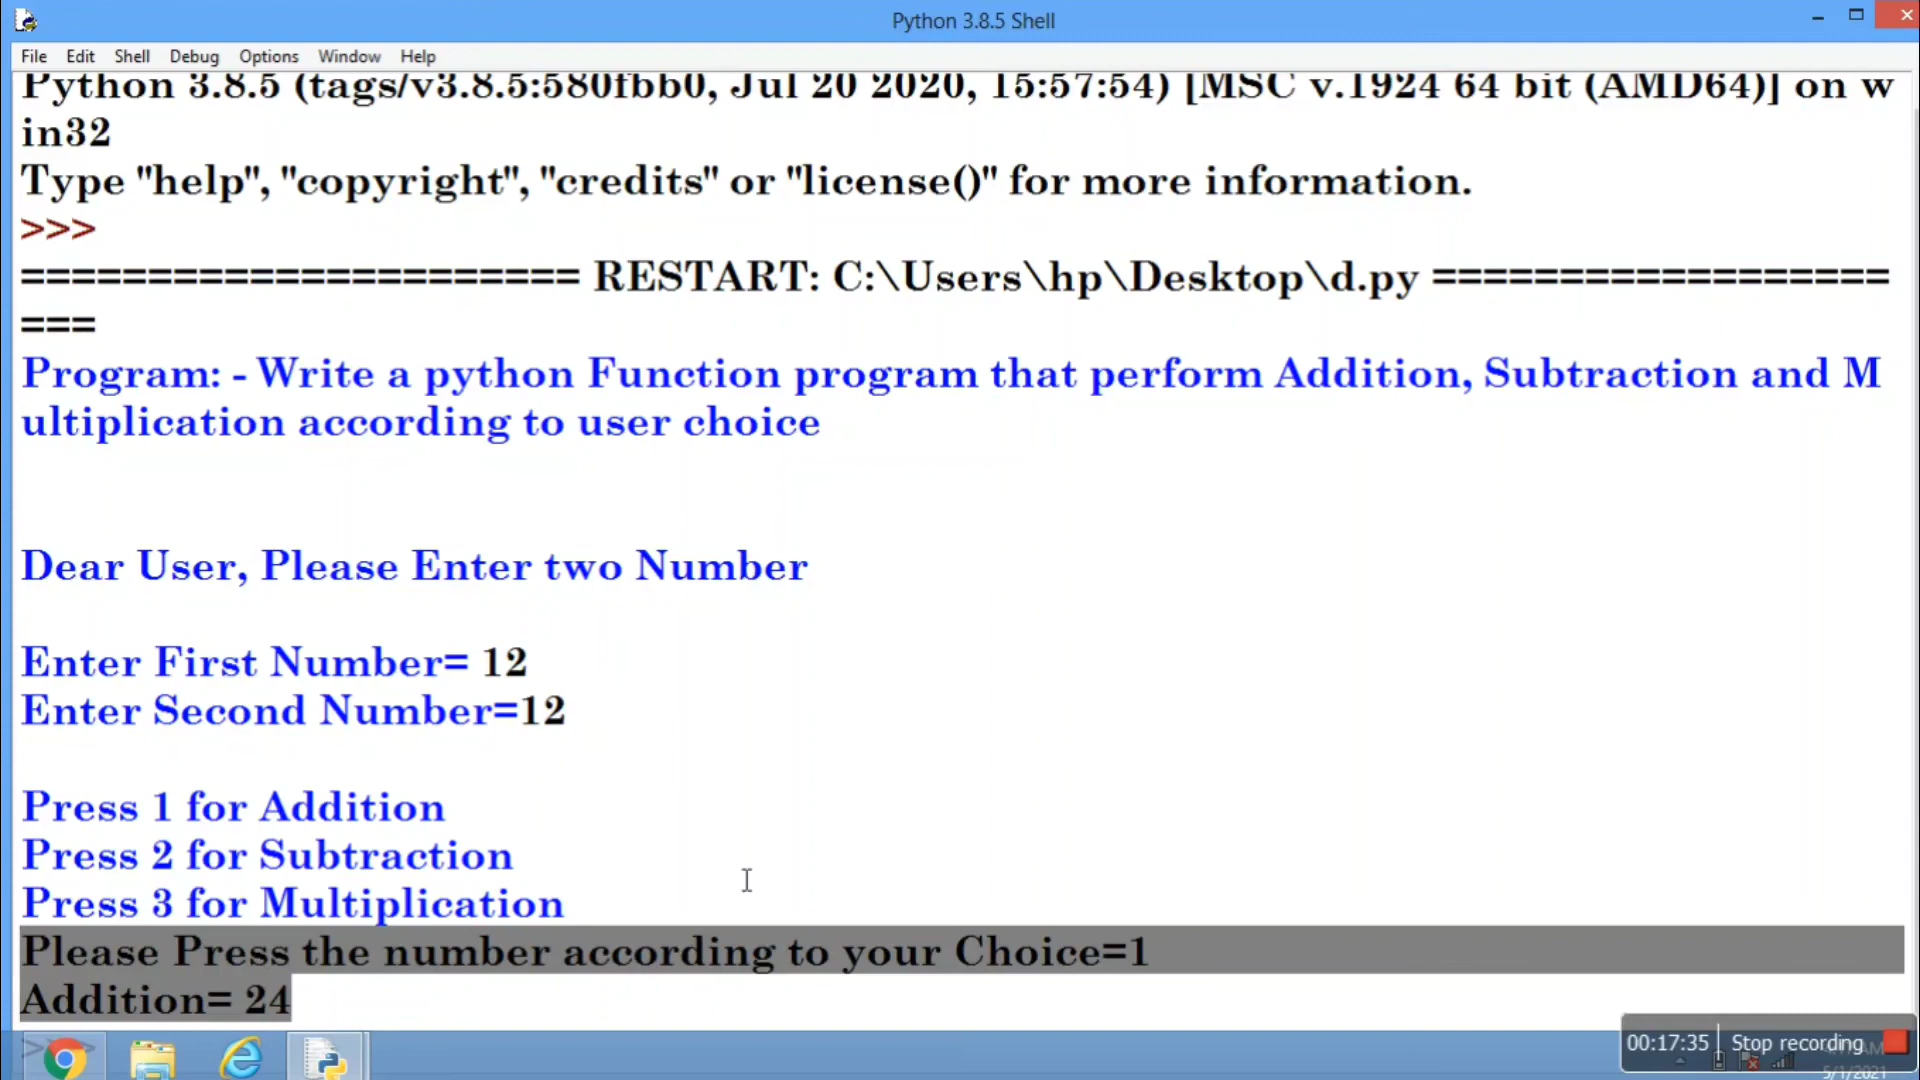 Python 3.8.5 Shell
File Edit Shell Debug Options Window Help
Python 3.8.5 (tags/v3.8.5:580fbb0, Jul 20 2020, 15:57:54) [MSC v.1924 64 bit (AMD64)] on w
in32
Type "help", "copyright", "credits" or "license()" for more information.
>>>
====================== RESTART: C:\Users\hp\Desktop\d.py ==================
===
Program: - Write a python Function program that perform Addition, Subtraction and M
ultiplication according to user choice
Dear User, Please Enter two Number
Enter First Number= 12
Enter Second Number=12
Press 1 for Addition
Press 2 for Subtraction
Press 3 for Multiplication
Please Press the number according to your Choice=1
Addition= 24
00:17:35 Stop recording
5/1/2021